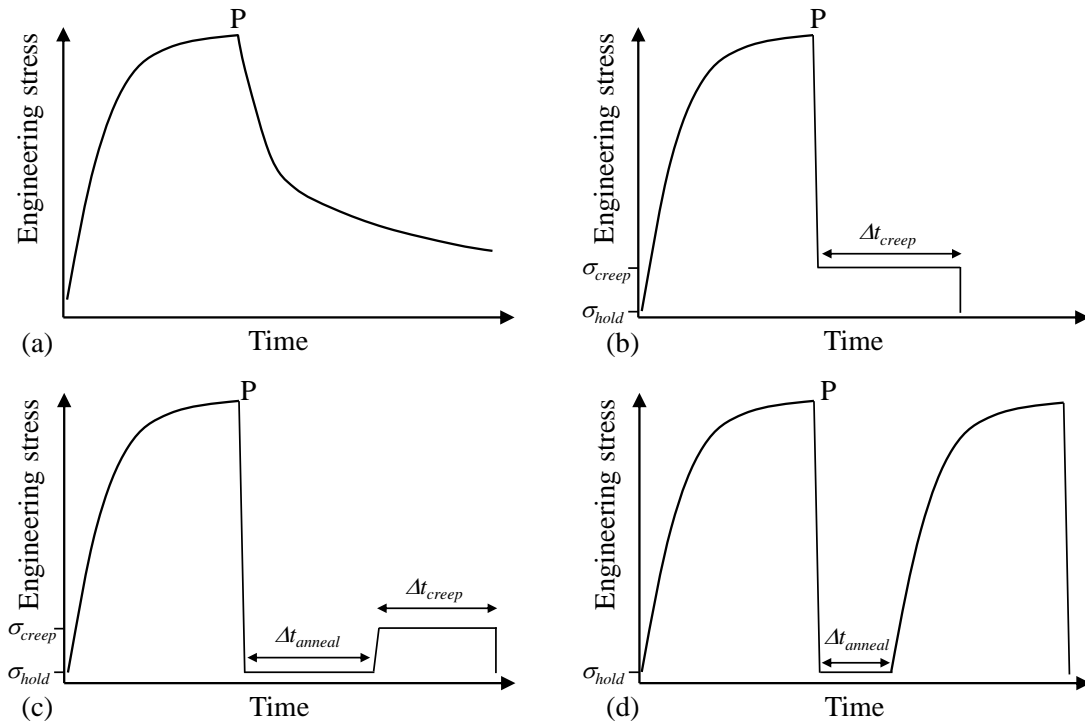 P
Engineering stress
Time
(a)
P
Engineering stress
Δt_creep
σ_creep
σ_hold
Time
(b)
P
Engineering stress
Δt_creep
σ_creep
Δt_anneal
σ_hold
Time
(c)
P
Engineering stress
Δt_anneal
σ_hold
Time
(d)